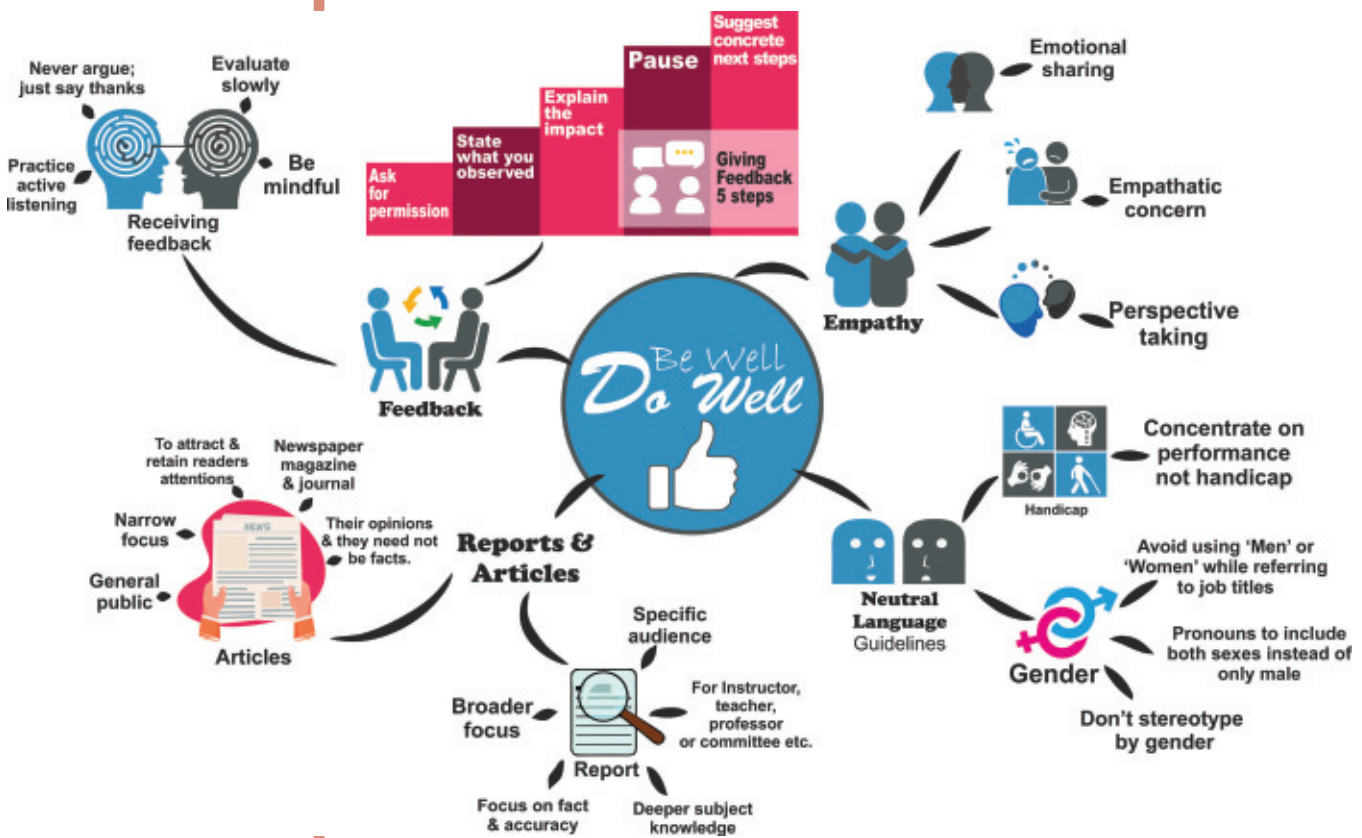 Never argue;
just say thanks
Evaluate
slowly
Practice
active
listening
Be
mindful
Receiving
feedback
Ask
for
permission
State
what you
observed
Explain
the
impact
Pause
Suggest
concrete
next steps
Giving
Feedback
5 steps
Feedback
Emotional
sharing
Empathatic
concern
Perspective
taking
Empathy
Be Well
Do Well
To attract &
retain readers
attentions
Newspaper
magazine
& journal
Narrow
focus
Their opinions
& they need not
be facts.
General
public
NEWS
Articles
Reports &
Articles
Specific
audience
Broader
focus
For Instructor,
teacher,
professor
or committee etc.
Report
Focus on fact
& accuracy
Deeper subject
knowledge
Neutral
Language
Guidelines
Handicap
Concentrate on
performance
not handicap
Gender
Avoid using ‘Men’ or
‘Women’ while referring
to job titles
Pronouns to include
both sexes instead of
only male
Don’t stereotype
by gender